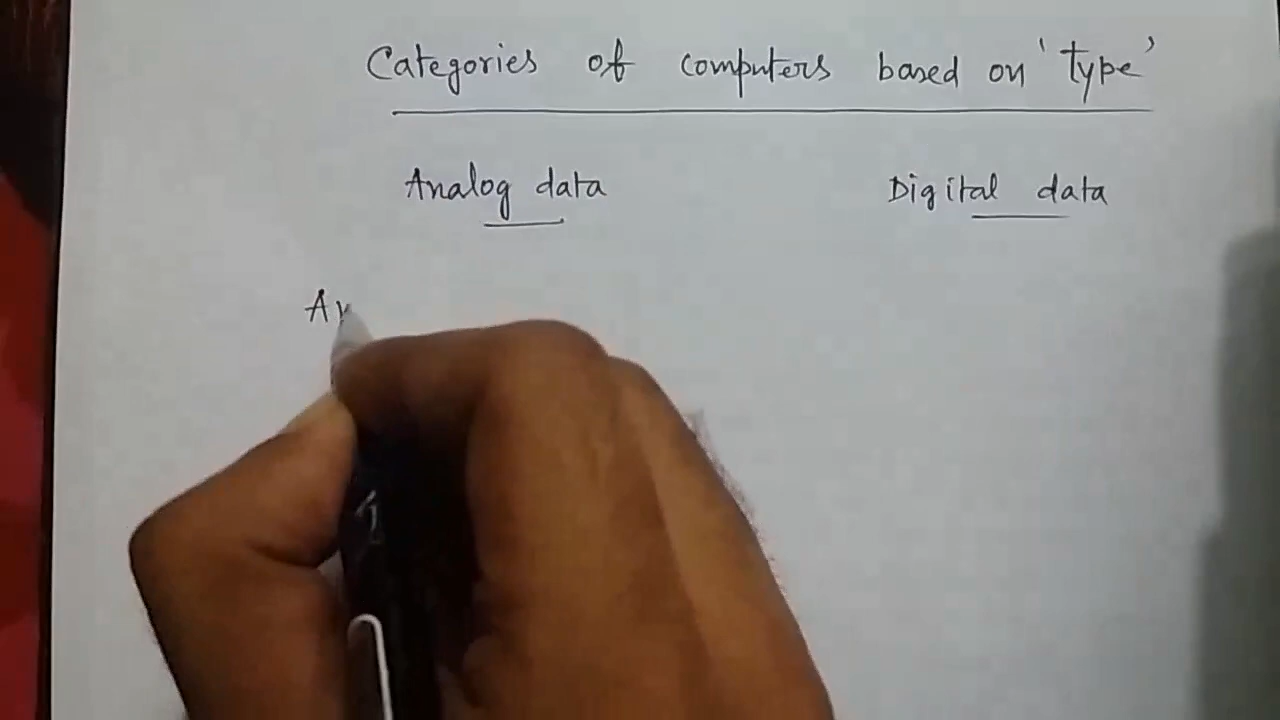 Categories of computers based on 'type'
Analog data Digital data